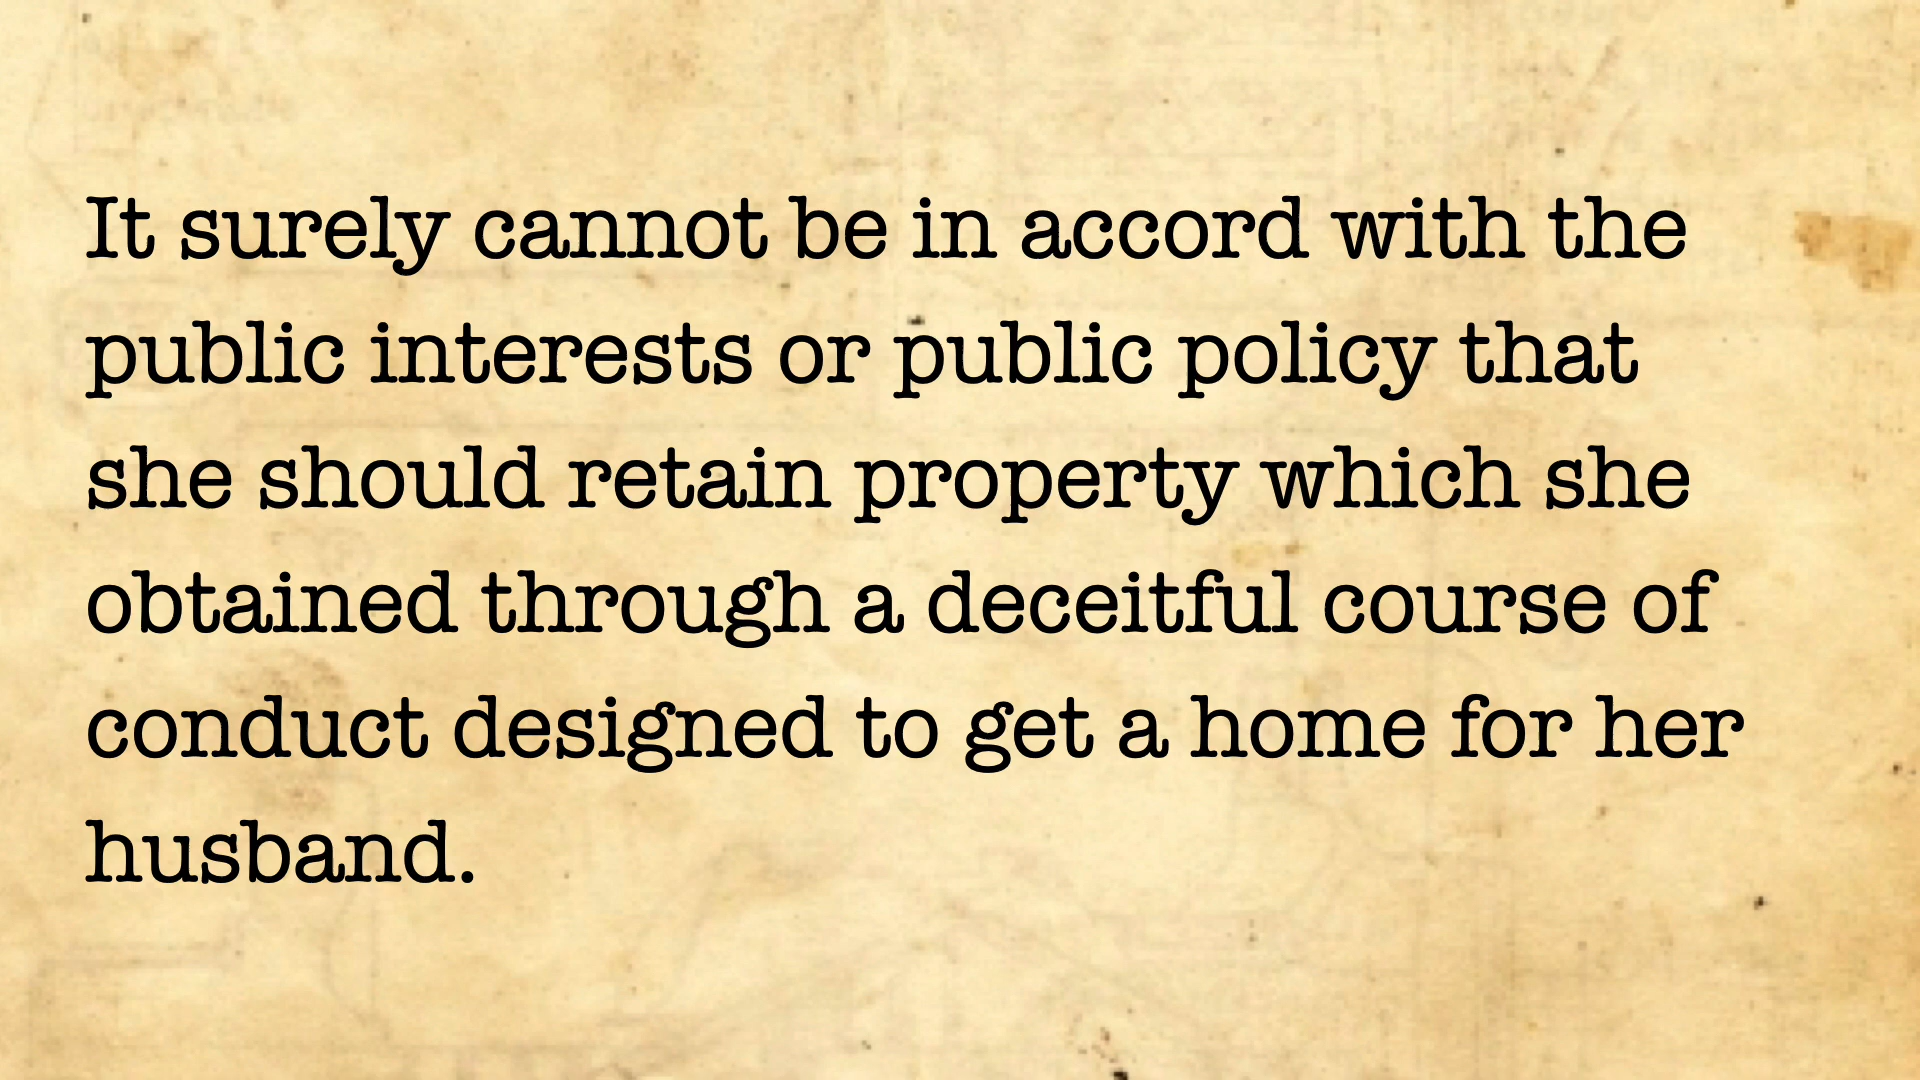 It surely cannot be in accord with the
public interests or public policy that
she should retain property which she
obtained through a deceitful course of
conduct designed to get a home for her
husband.